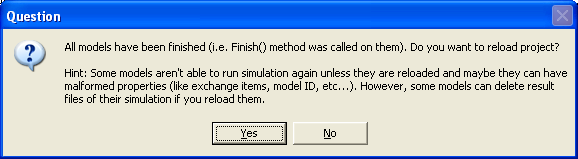 Question
All models have been finished (i.e. Finish() method was called on them). Do you want to reload project?
Hint: Some models aren't able to run simulation again unless they are reloaded and maybe they can have
malformed properties (like exchange items, model ID, etc...). However, some models can delete result
files of their simulation if you reload them.
Yes
No